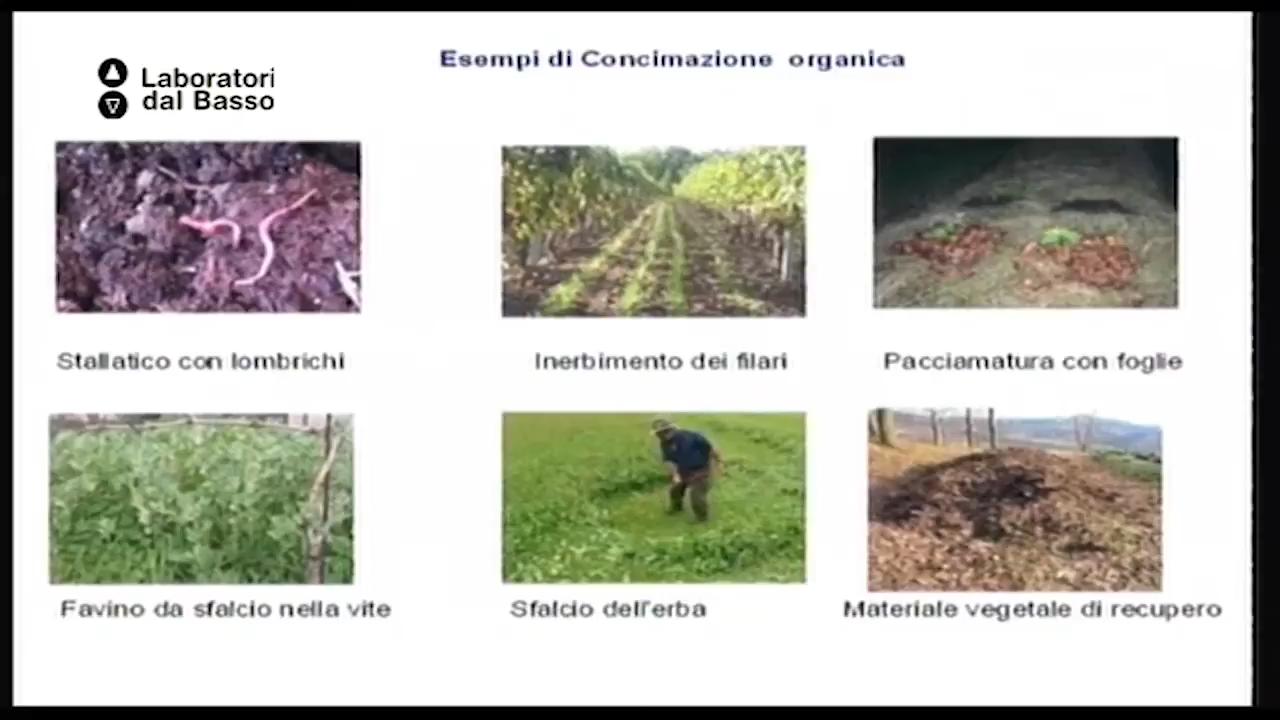 Esempi di Concimazione organica
Laboratori
dal Basso
Stallatico con lombrichi
Inerbimento dei filari
Pacciamatura con foglie
Favino da sfalcio nella vite
Sfalcio dell'erba
Materiale vegetale di recupero